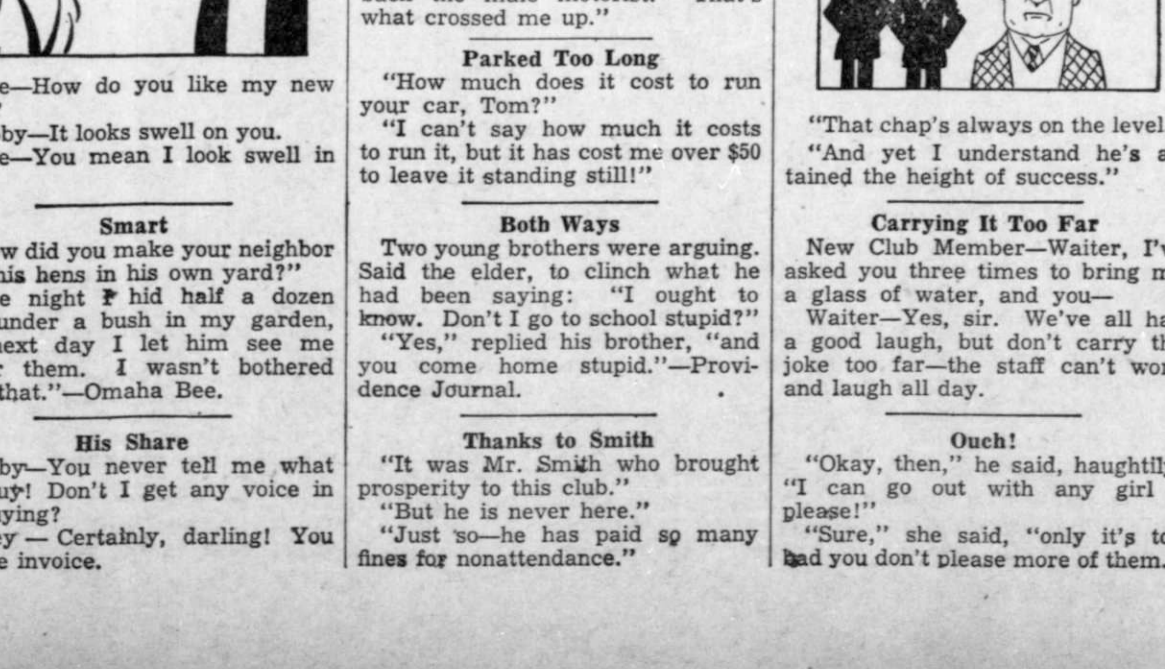 e—How do you like my new
by—It looks swell on you.
e—You mean I look swell in
Smart
w did you make your neighbor
his hens in his own yard?"
e night I hid half a dozen
under a bush in my garden,
next day I let him see me
r them. I wasn't bothered
that."—Omaha Bee.
His Share
by—You never tell me what
uy! Don't I get any voice in
ying?
ey — Certainly, darling! You
e invoice.
what crossed me up."
Parked Too Long
"How much does it cost to run
your car, Tom?"
"I can't say how much it costs
to run it, but it has cost me over $50
to leave it standing still!"
Both Ways
Two young brothers were arguing.
Said the elder, to clinch what he
had been saying: "I ought to
know. Don't I go to school stupid?"
"Yes," replied his brother, "and
you come home stupid."—Provi-
dence Journal.
Thanks to Smith
"It was Mr. Smith who brought
prosperity to this club."
"But he is never here."
"Just so—he has paid so many
fines for nonattendance."
"That chap's always on the level
"And yet I understand he's a
tained the height of success."
Carrying It Too Far
New Club Member—Waiter, I'v
asked you three times to bring m
a glass of water, and you—
Waiter—Yes, sir. We've all ha
a good laugh, but don't carry th
joke too far—the staff can't wor
and laugh all day.
Ouch!
"Okay, then," he said, haughtily
"I can go out with any girl
please!"
"Sure," she said, "only it's to
bad you don't please more of them.